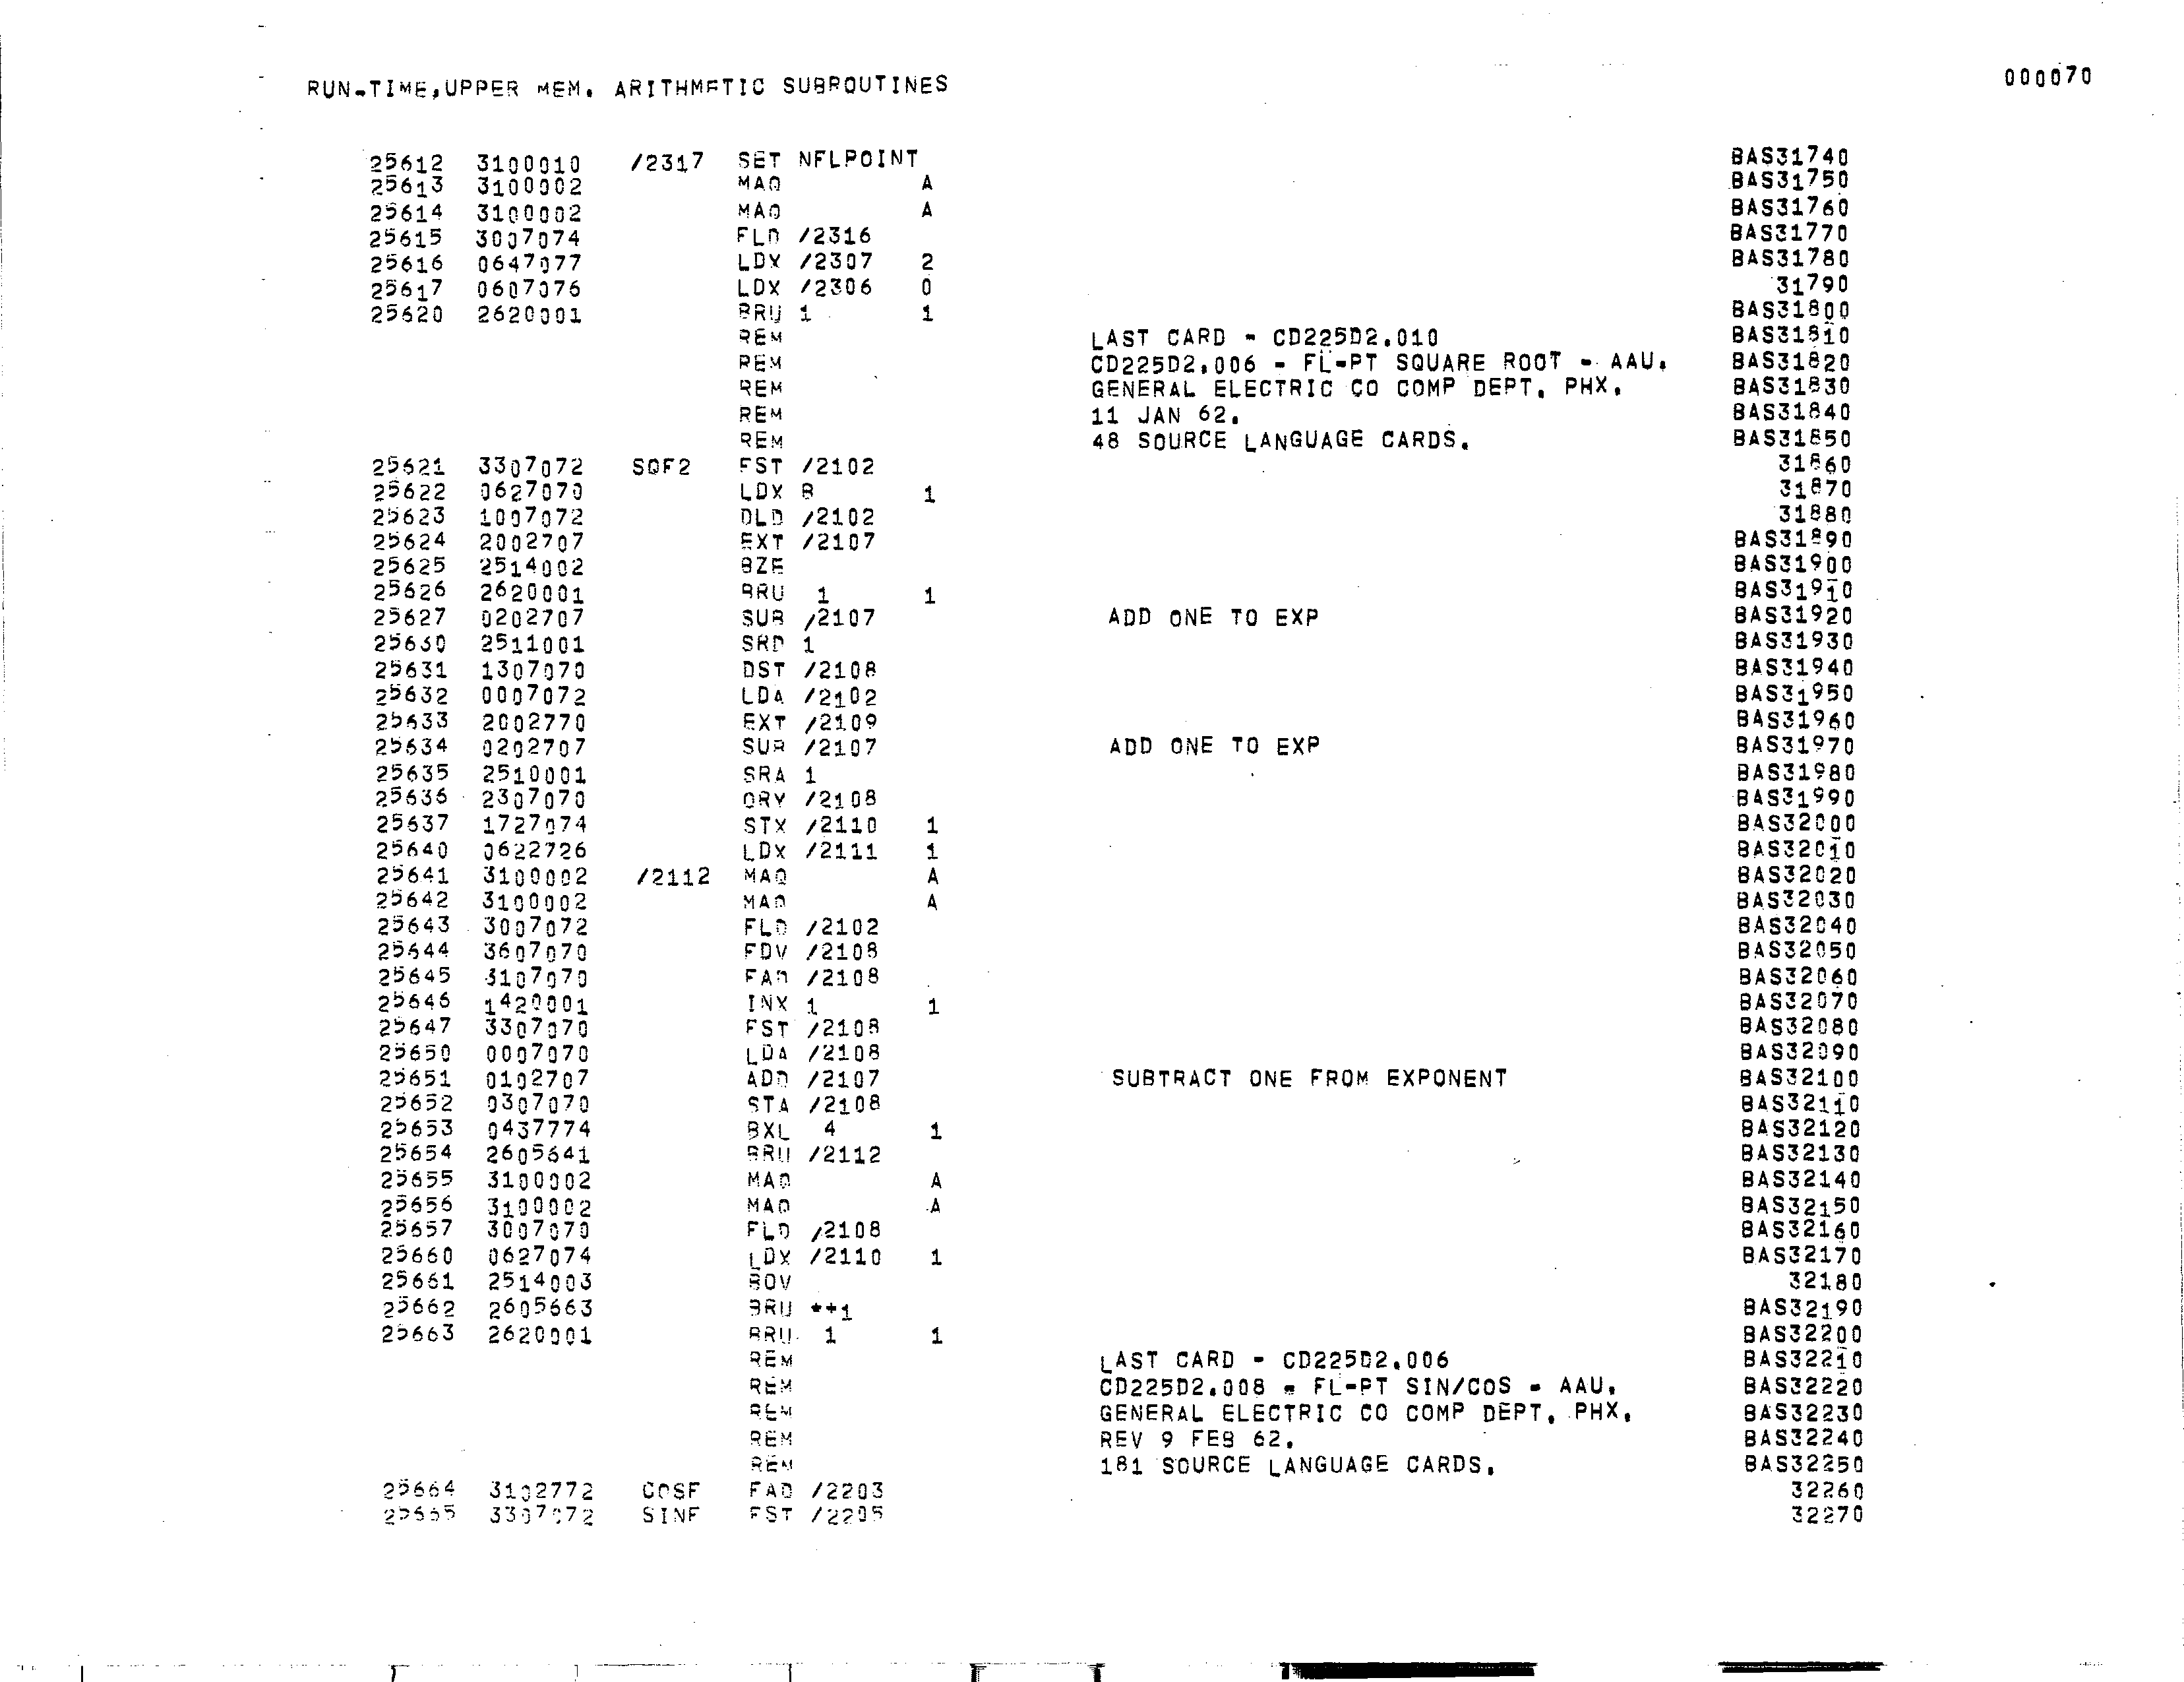 000070
RUN-TIME,UPPER MEM. ARITHMETIC SUBROUTINES
25612 3100010 /2317 SET NFLPOINT BAS31740
25613 3100002 MAQ A BAS31750
25614 3100002 MAQ A BAS31760
25615 3007074 FLD /2316 BAS31770
25616 0647077 LDX /2307 2 BAS31780
25617 0607076 LDX /2306 0 31790
25620 2620001 BRU 1 1 BAS31800
REM LAST CARD - CD225D2.010 BAS31810
REM CD225D2.006 - FL-PT SQUARE ROOT - AAU. BAS31820
REM GENERAL ELECTRIC CO COMP DEPT. PHX. BAS31830
REM 11 JAN 62. BAS31840
REM 48 SOURCE LANGUAGE CARDS. BAS31850
25621 3307072 SQF2 FST /2102 31860
25622 0627070 LDX B 1 31870
25623 1007072 DLD /2102 31880
25624 2002707 EXT /2107 BAS31890
25625 2514002 BZE BAS31900
25626 2620001 BRU 1 1 BAS31910
25627 0202707 SUB /2107 ADD ONE TO EXP BAS31920
25630 2511001 SRD 1 BAS31930
25631 1307070 DST /2108 BAS31940
25632 0007072 LDA /2102 BAS31950
25633 2002770 EXT /2109 BAS31960
25634 0202707 SUB /2107 ADD ONE TO EXP BAS31970
25635 2510001 SRA 1 BAS31980
25636 2307070 ORY /2108 BAS31990
25637 1727074 STX /2110 1 BAS32000
25640 0622726 LDX /2111 1 BAS32010
25641 3100002 /2112 MAQ A BAS32020
25642 3100002 MAQ A BAS32030
25643 3007072 FLD /2102 BAS32040
25644 3607070 FDV /2108 BAS32050
25645 3107070 FAD /2108 BAS32060
25646 1420001 INX 1 1 BAS32070
25647 3307070 FST /2108 BAS32080
25650 0007070 LDA /2108 BAS32090
25651 0102707 ADD /2107 SUBTRACT ONE FROM EXPONENT BAS32100
25652 0307070 STA /2108 BAS32110
25653 0437774 BXL 4 1 BAS32120
25654 2605641 BRU /2112 BAS32130
25655 3100002 MAQ A BAS32140
25656 3100002 MAQ A BAS32150
25657 3007070 FLD /2108 BAS32160
25660 0627074 LDX /2110 1 BAS32170
25661 2514003 BOV 32180
25662 2605663 BRU *+1 BAS32190
25663 2620001 BRU 1 1 BAS32200
REM LAST CARD - CD225D2.006 BAS32210
REM CD225D2.008 - FL-PT SIN/COS - AAU. BAS32220
REM GENERAL ELECTRIC CO COMP DEPT. PHX. BAS32230
REM REV 9 FEB 62. BAS32240
REM 181 SOURCE LANGUAGE CARDS. BAS32250
25664 3102772 COSF FAD /2203 32260
25665 3307072 SINF FST /2205 32270